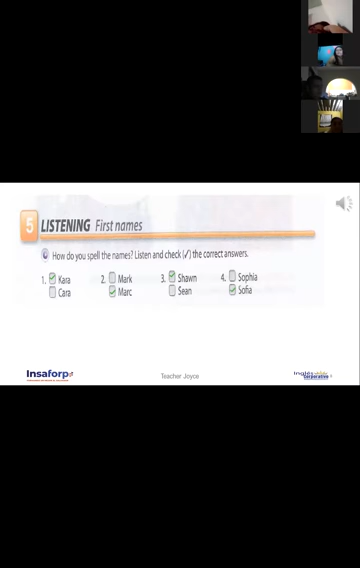 5 LISTENING First names
How do you spell the names? Listen and check (✓) the correct answers.
1. Kara 2. Mark 3. Shawn 4. Sophia
Cara Marc Sean Sofia
Insaforp
Teacher Joyce
Corporativo